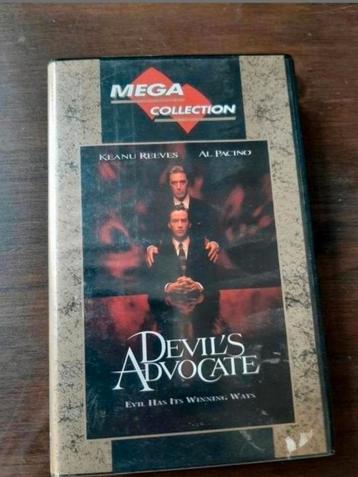 MEGA
COLLECTION
KEANU REEVES AL PACINO
DEVIL'S
ADVOCATE
EVIL HAS ITS WINNING WAYS